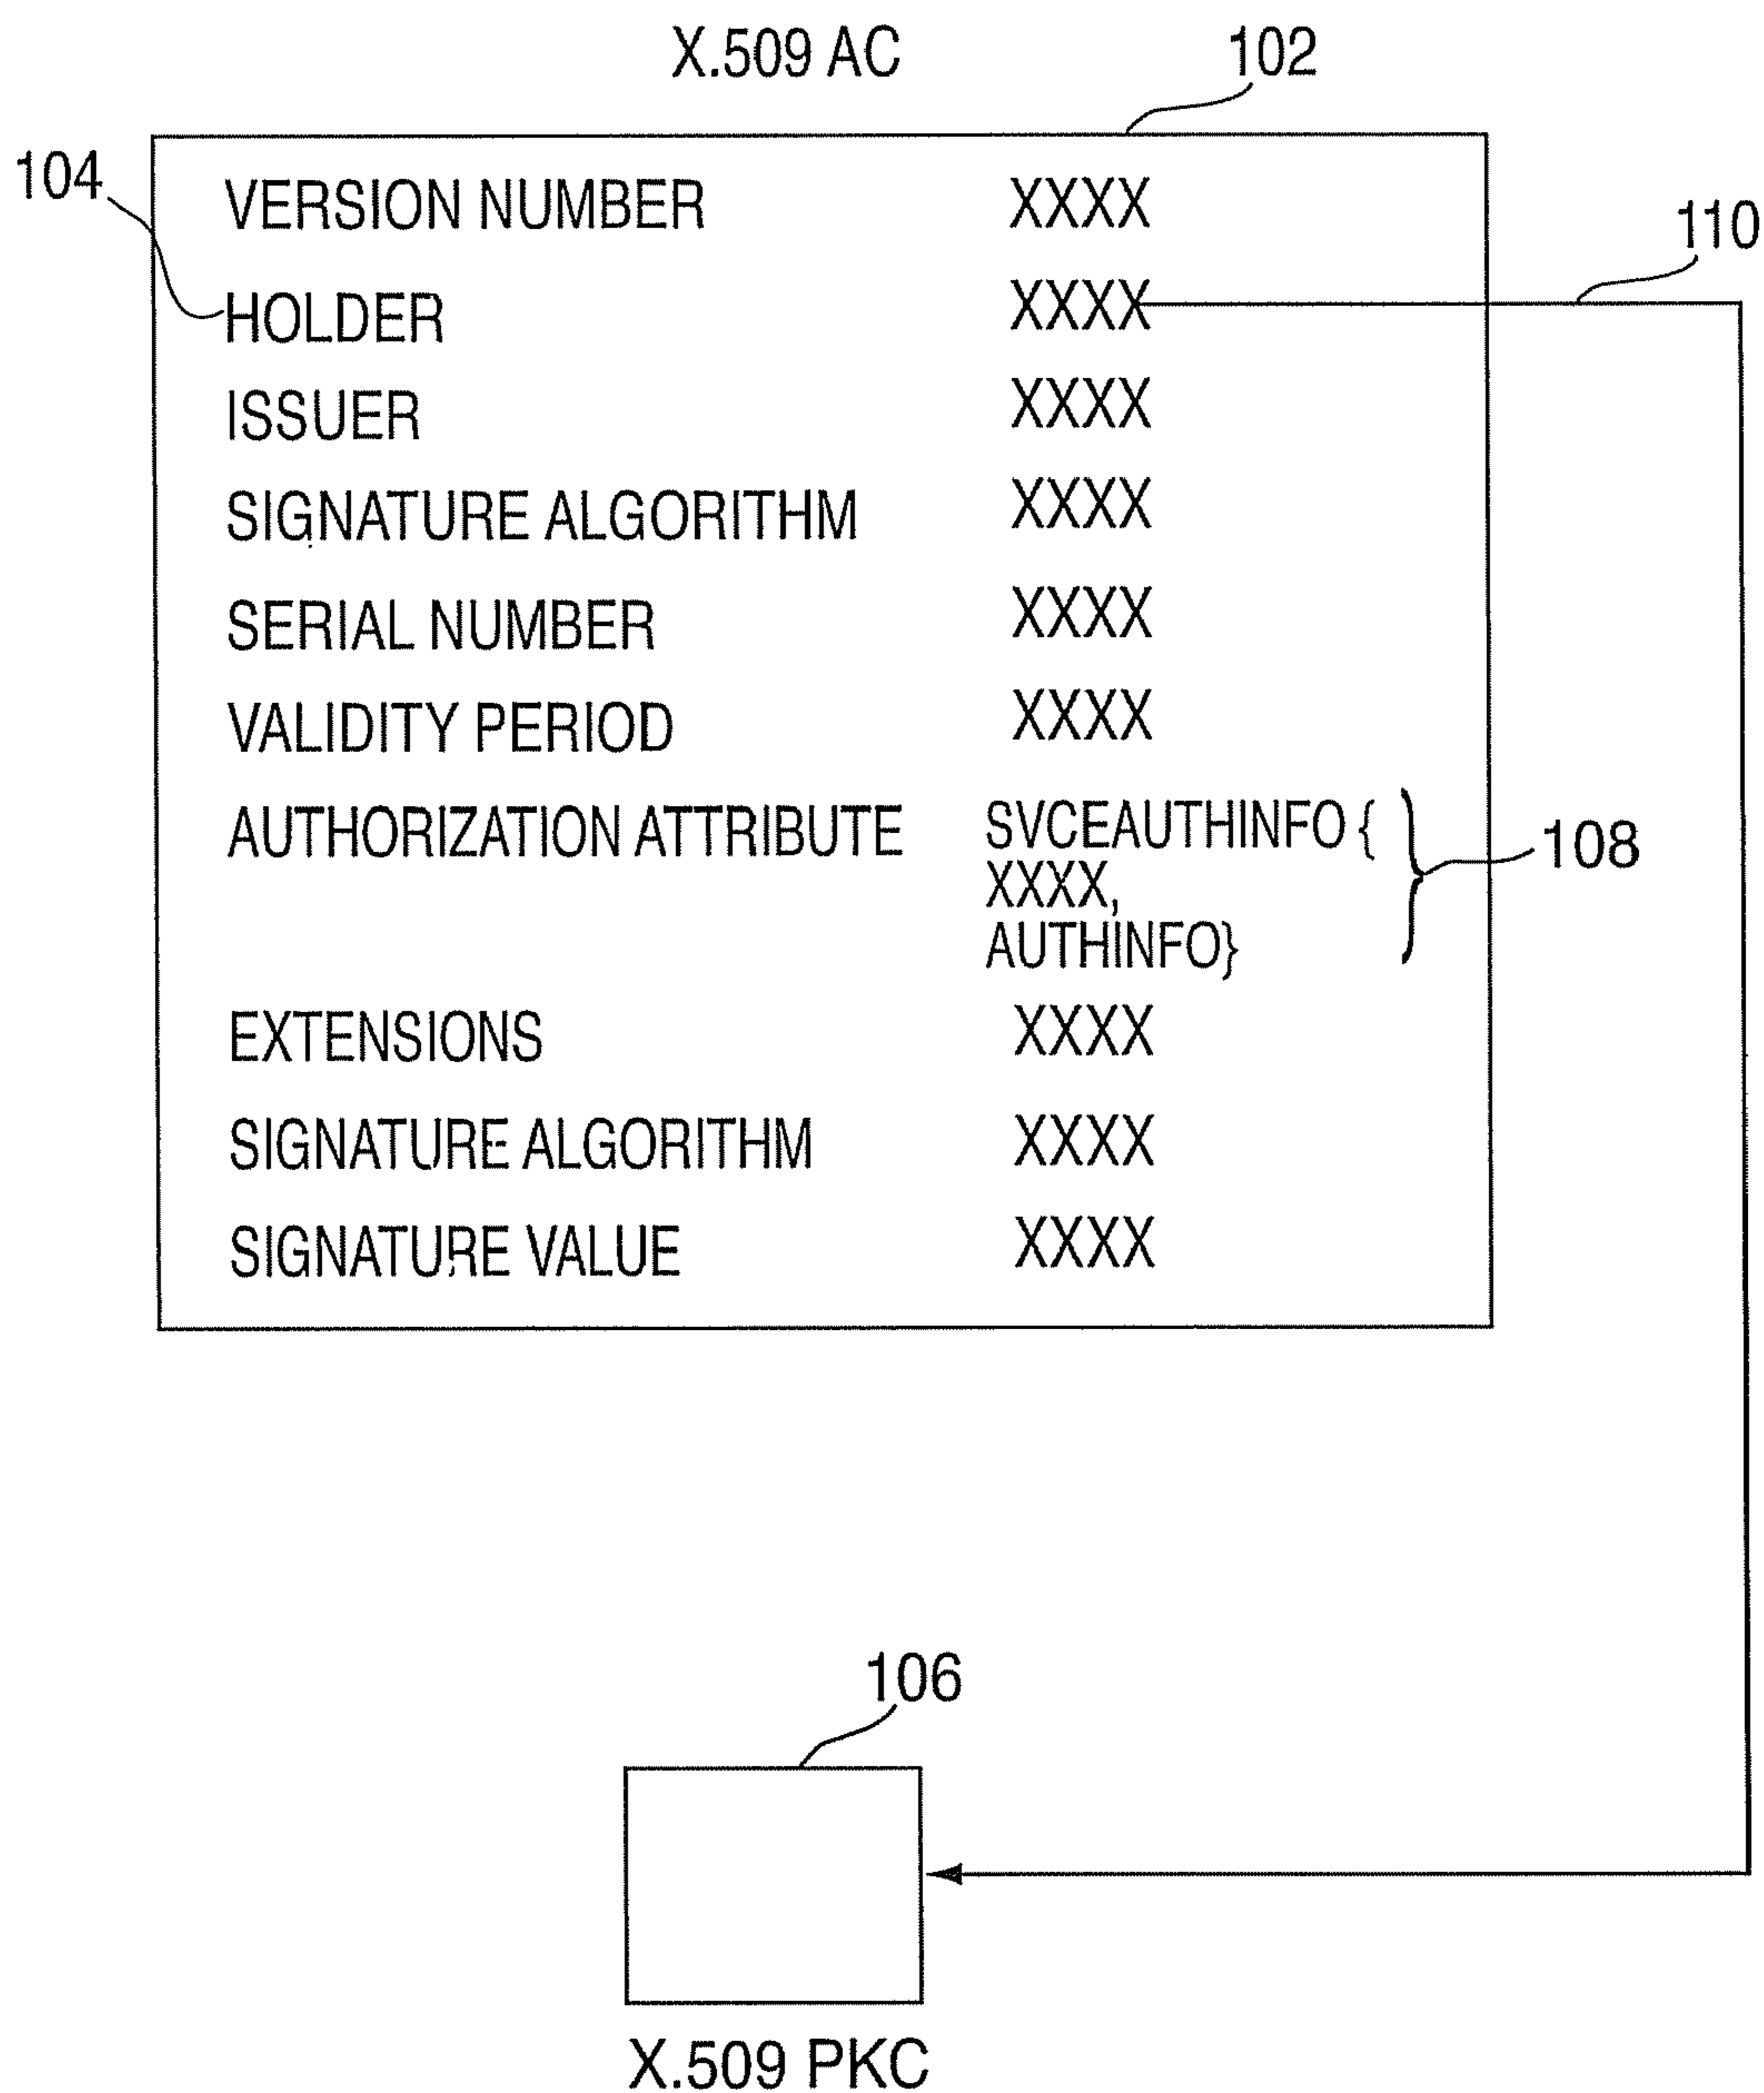 X.509 AC
102
104
VERSION NUMBER XXXX
110
HOLDER XXXX
ISSUER XXXX
SIGNATURE ALGORITHM XXXX
SERIAL NUMBER XXXX
VALIDITY PERIOD XXXX
AUTHORIZATION ATTRIBUTE SVCEAUTHINFO {
XXXX,
AUTHINFO}
108
EXTENSIONS XXXX
SIGNATURE ALGORITHM XXXX
SIGNATURE VALUE XXXX
106
X.509 PKC